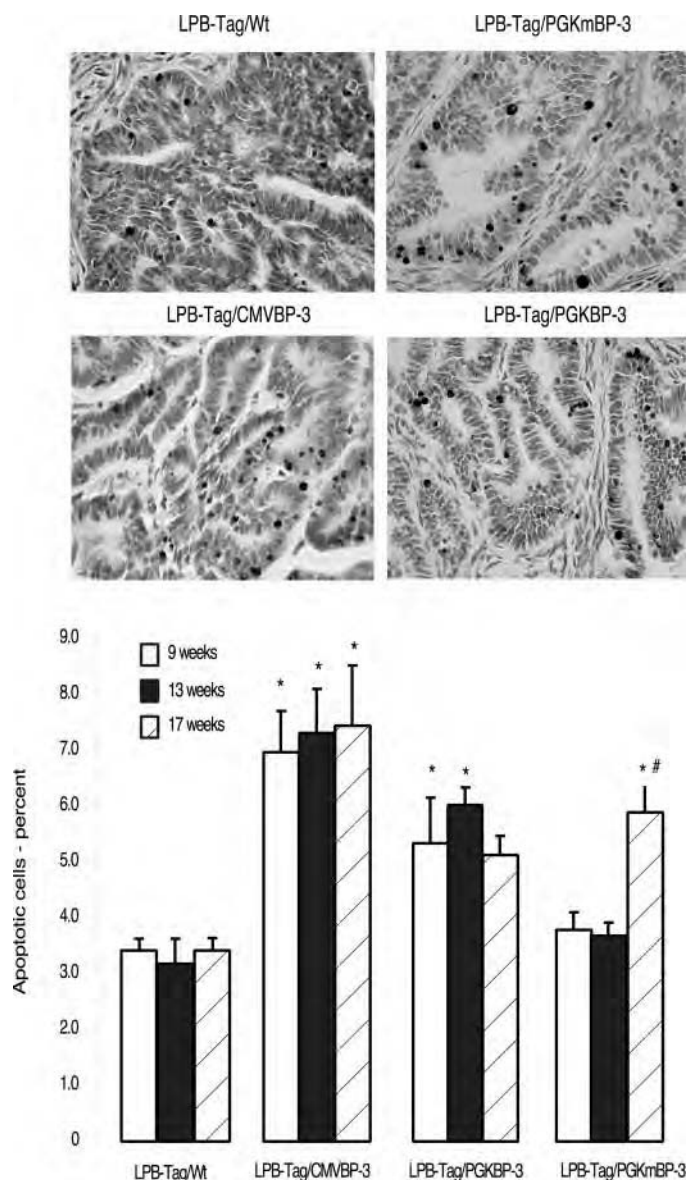 LPB-Tag/Wt
LPB-Tag/PGKmBP-3
LPB-Tag/CMVBP-3
LPB-Tag/PGKBP-3
9.0
8.0
7.0
6.0
5.0
4.0
3.0
2.0
1.0
0
Apoptotic cells - percent
9 weeks
13 weeks
17 weeks
* * *
* *
* #
LPB-Tag/Wt
LPB-Tag/CMVBP-3
LPB-Tag/PGKBP-3
LPB-Tag/PGKmBP-3